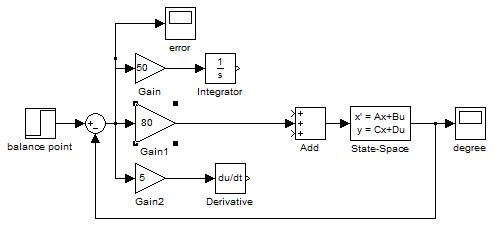 error
50
Gain
1
s
Integrator
balance point
+
−
80
Gain1
+
+
+
Add
x' = Ax+Bu
y = Cx+Du
State-Space
degree
5
Gain2
du/dt
Derivative